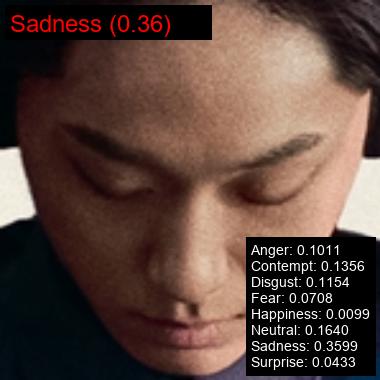 Sadness (0.36)
Anger: 0.1011
Contempt: 0.1356
Disgust: 0.1154
Fear: 0.0708
Happiness: 0.0099
Neutral: 0.1640
Sadness: 0.3599
Surprise: 0.0433